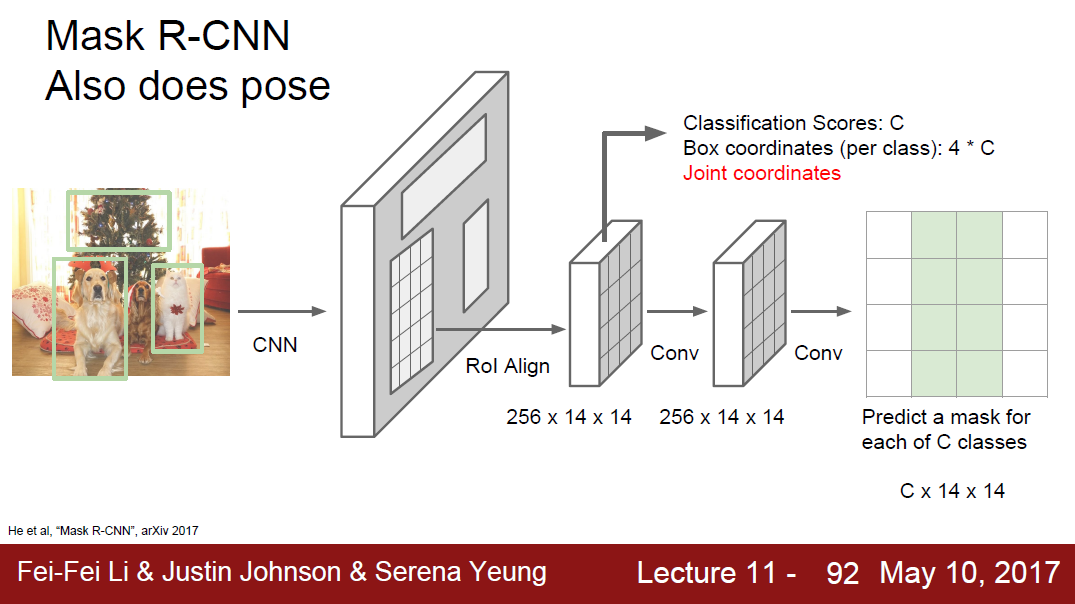 Mask R-CNN
Also does pose
Classification Scores: C
Box coordinates (per class): 4 * C
Joint coordinates
CNN
RoI Align
Conv
Conv
256 x 14 x 14
256 x 14 x 14
Predict a mask for
each of C classes
C x 14 x 14
He et al, “Mask R-CNN”, arXiv 2017
Fei-Fei Li & Justin Johnson & Serena Yeung
Lecture 11 - 92 May 10, 2017